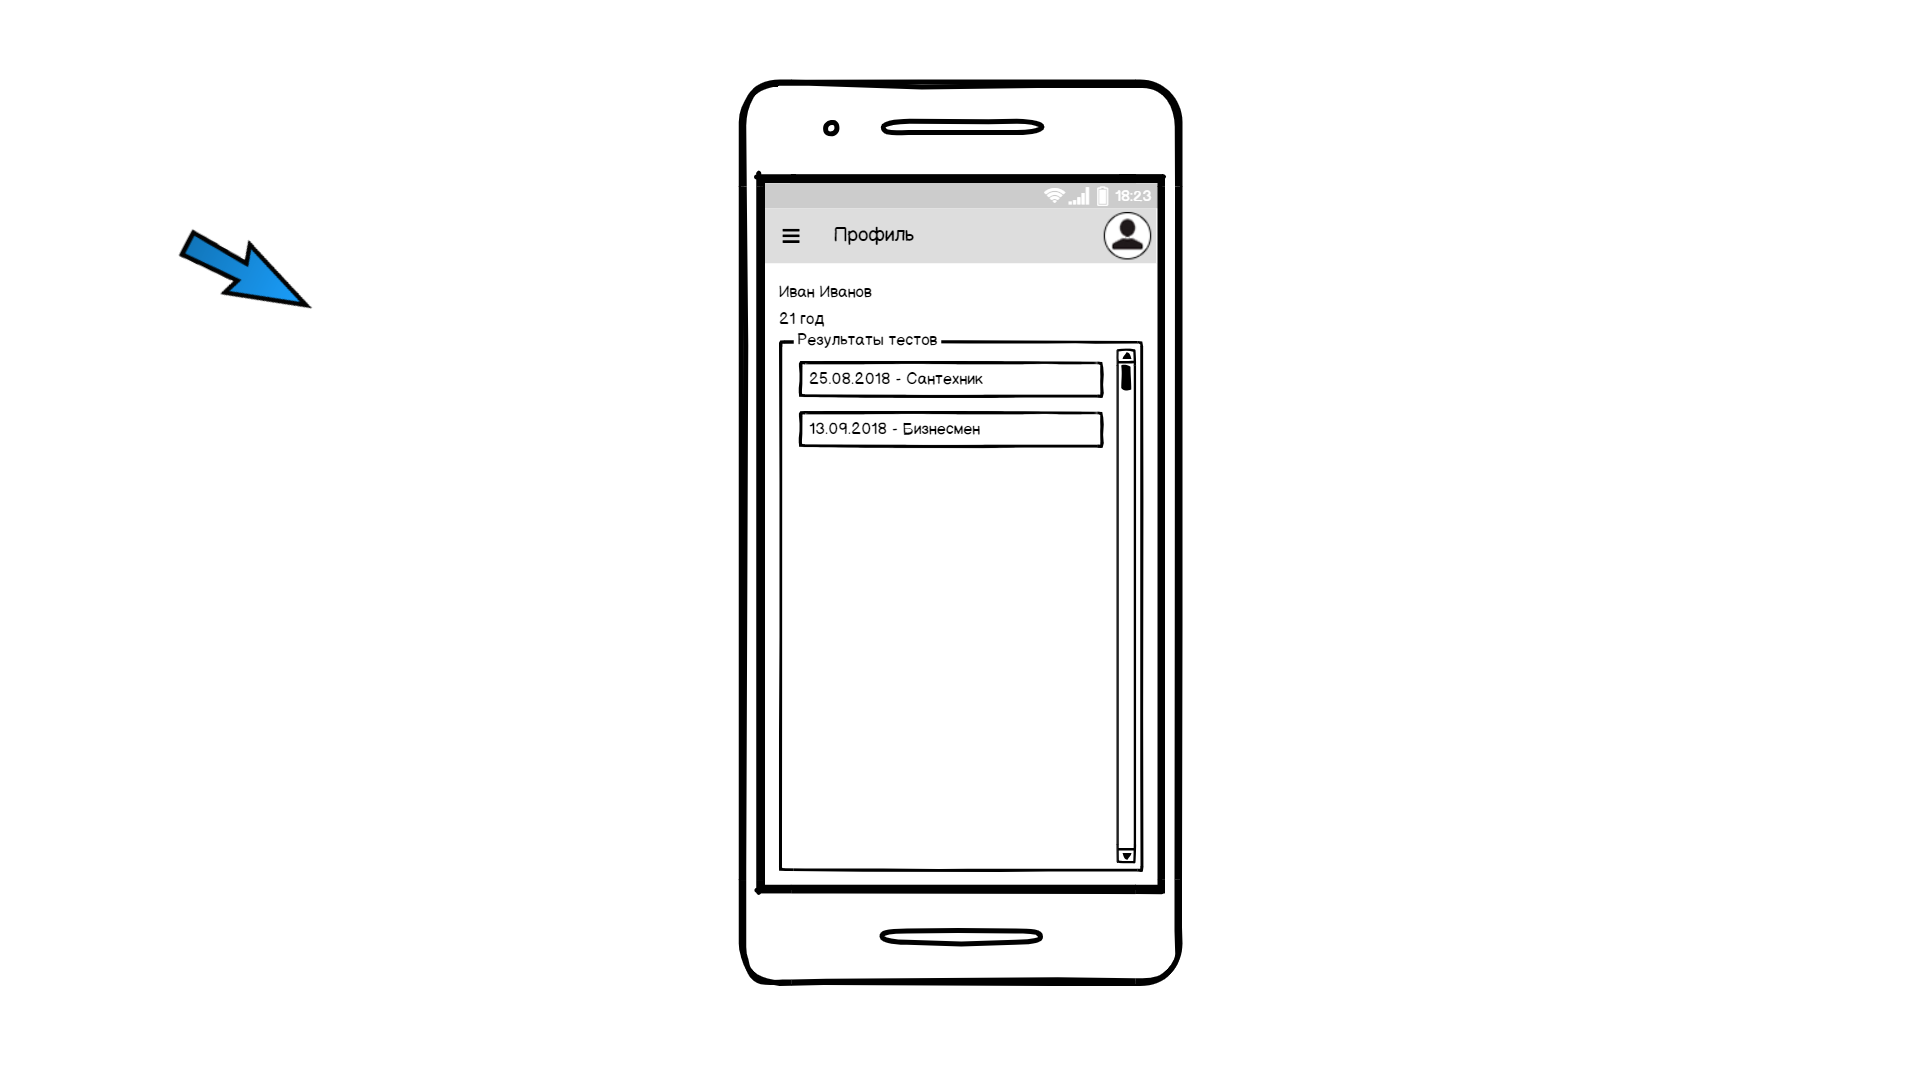 18:23
Профиль
Иван Иванов
21 год
Результаты тестов
25.08.2018 - Сантехник
13.09.2018 - Бизнесмен